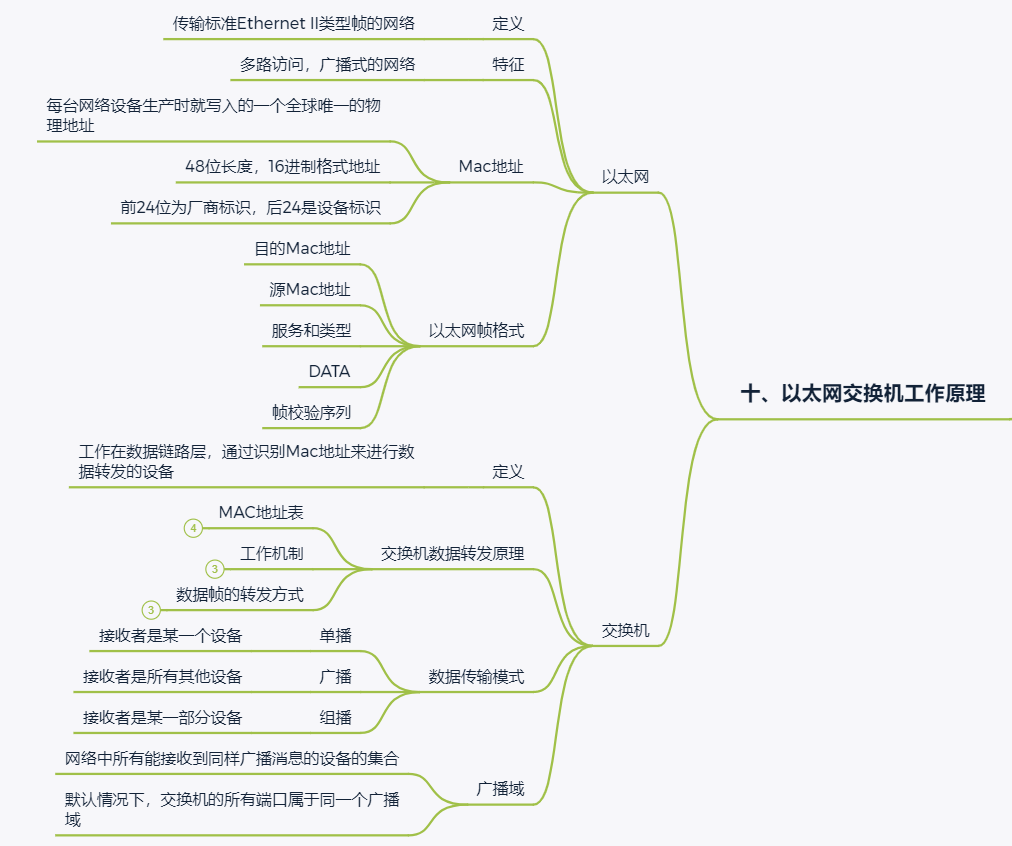 传输标准Ethernet II类型帧的网络
定义
多路访问，广播式的网络
特征
每台网络设备生产时就写入的一个全球唯一的物
理地址
48位长度，16进制格式地址
Mac地址
以太网
前24位为厂商标识，后24是设备标识
目的Mac地址
源Mac地址
服务和类型
以太网帧格式
DATA
十、以太网交换机工作原理
帧校验序列
工作在数据链路层，通过识别Mac地址来进行数
据转发的设备
定义
MAC地址表
4
工作机制
3
交换机数据转发原理
数据帧的转发方式
3
交换机
接收者是某一个设备
单播
接收者是所有其他设备
广播
数据传输模式
接收者是某一部分设备
组播
网络中所有能接收到同样广播消息的设备的集合
广播域
默认情况下，交换机的所有端口属于同一个广播
域